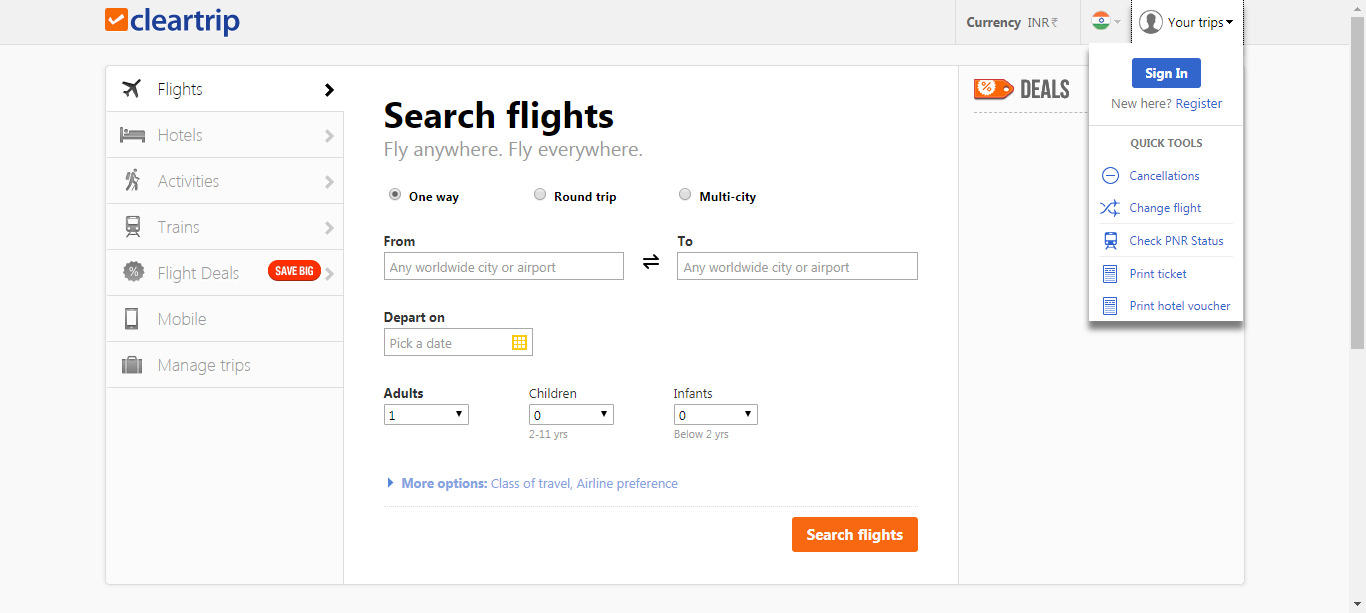 cleartrip
Currency INR ₹
Your trips
Flights
Hotels
Activities
Trains
Flight Deals SAVE BIG
Mobile
Manage trips
Search flights
Fly anywhere. Fly everywhere.
One way Round trip Multi-city
From To
Any worldwide city or airport Any worldwide city or airport
Depart on
Pick a date
Adults Children Infants
1 0 0
2-11 yrs Below 2 yrs
More options: Class of travel, Airline preference
Search flights
% DEALS
Sign In
New here? Register
QUICK TOOLS
Cancellations
Change flight
Check PNR Status
Print ticket
Print hotel voucher